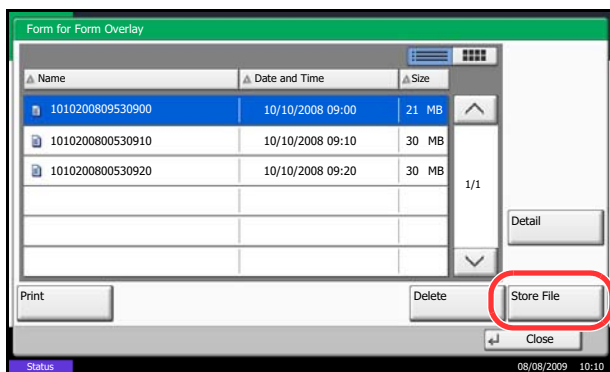 Form for Form Overlay
Name Date and Time Size
1010200809530900 10/10/2008 09:00 21 MB
1010200800530910 10/10/2008 09:10 30 MB
1010200800530920 10/10/2008 09:20 30 MB
1/1
Detail
Print Delete Store File
Close
Status 08/08/2009 10:10